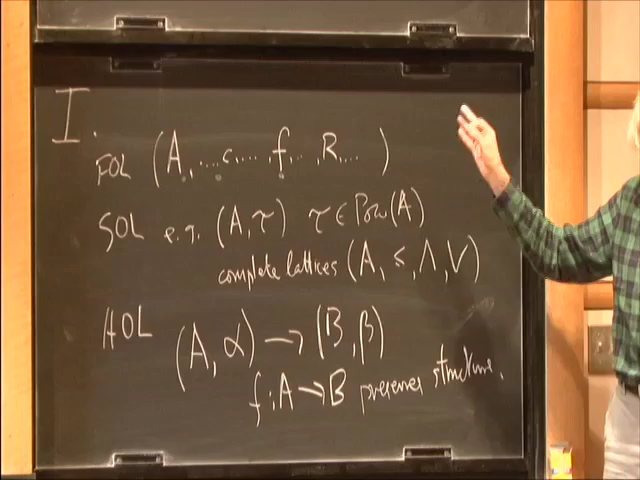 I.
FOL (A, ...c, ..., f, ..., R, ...)
SOL e.g. (A, τ) τ ∈ Pow(A)
complete lattices (A, ≤, ∧, ∨)
HOL (A, α) → (B, β)
f : A → B preserves structure.